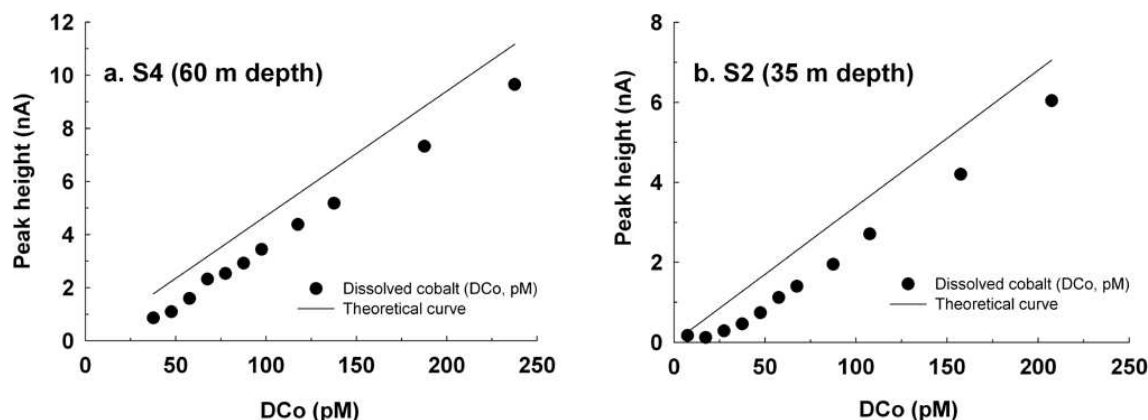 a. S4 (60 m depth)
Peak height (nA)
12
10
8
6
4
2
0
Dissolved cobalt (DCo, pM)
Theoretical curve
0 50 100 150 200 250
DCo (pM)
b. S2 (35 m depth)
Peak height (nA)
8
6
4
2
0
Dissolved cobalt (DCo, pM)
Theoretical curve
0 50 100 150 200 250
DCo (pM)